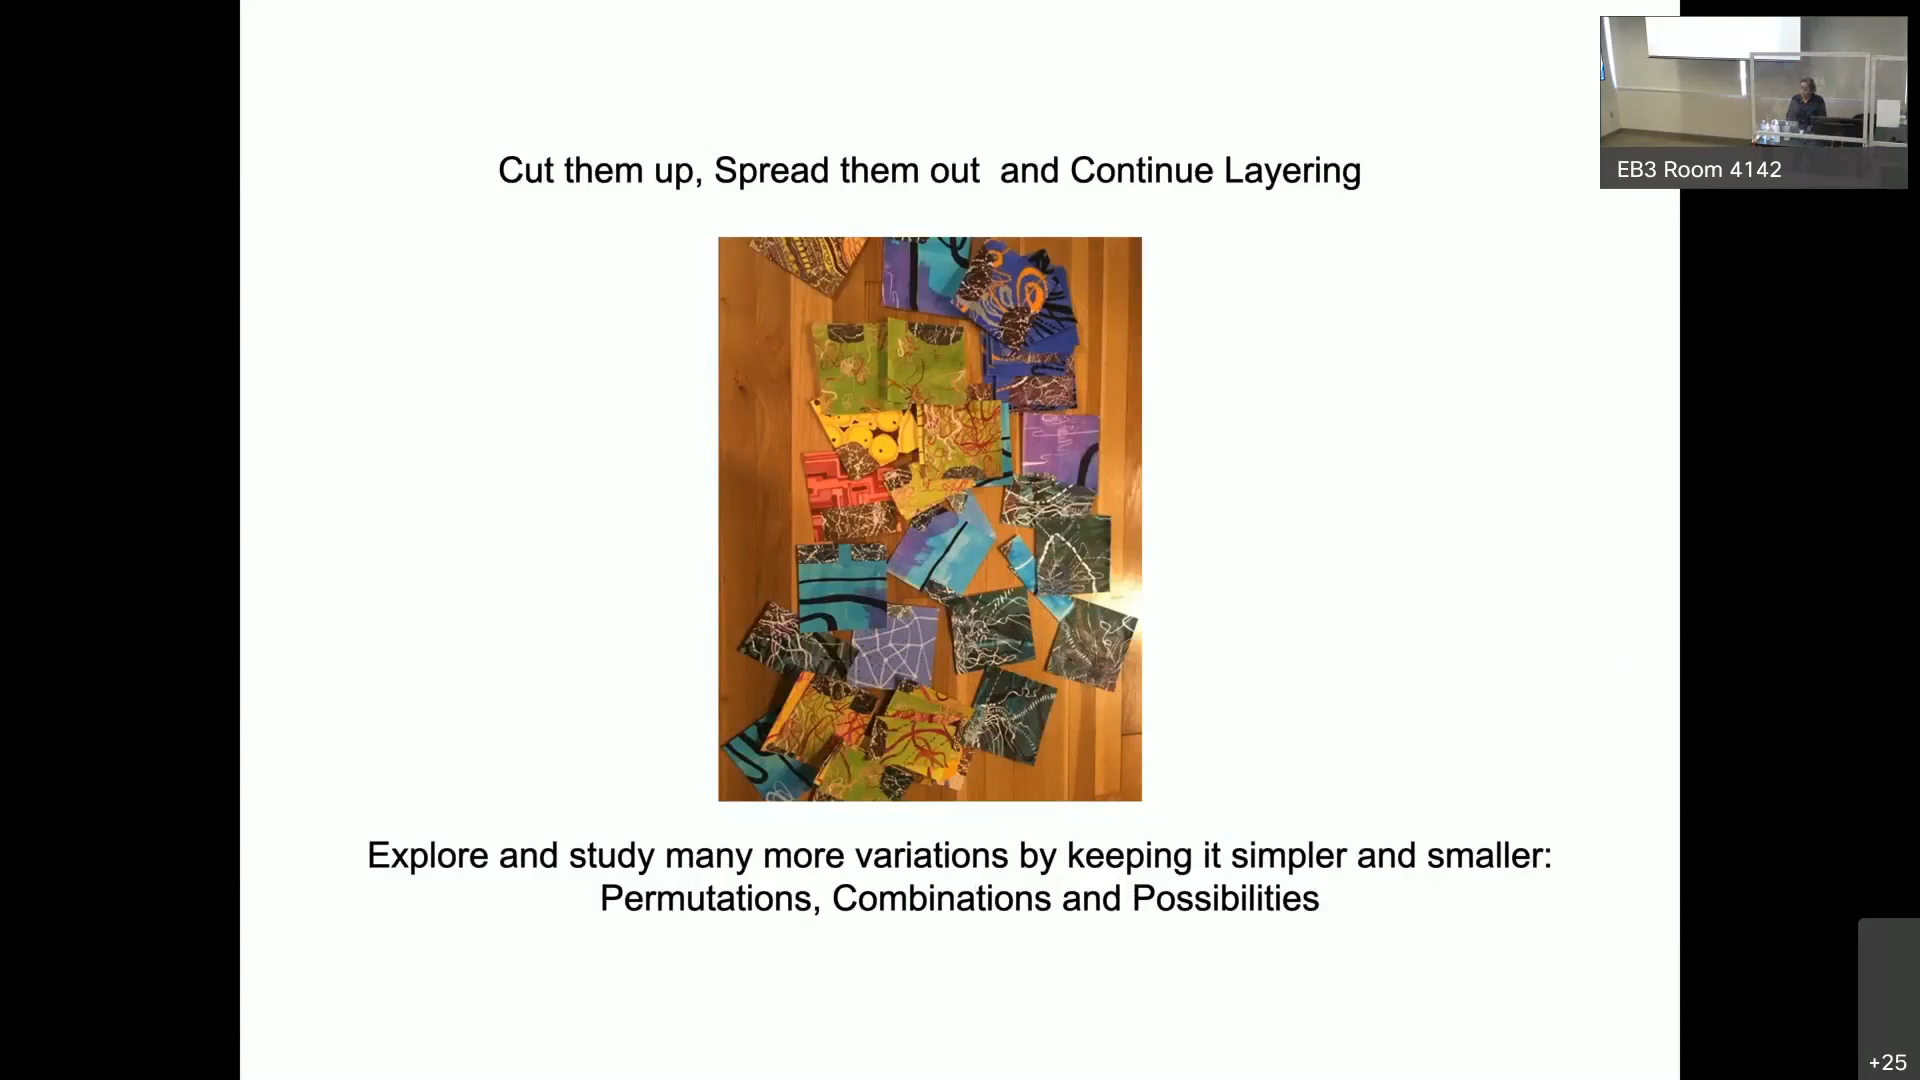 Cut them up, Spread them out  and Continue Layering
EB3 Room 4142
Explore and study many more variations by keeping it simpler and smaller:
Permutations, Combinations and Possibilities
+25